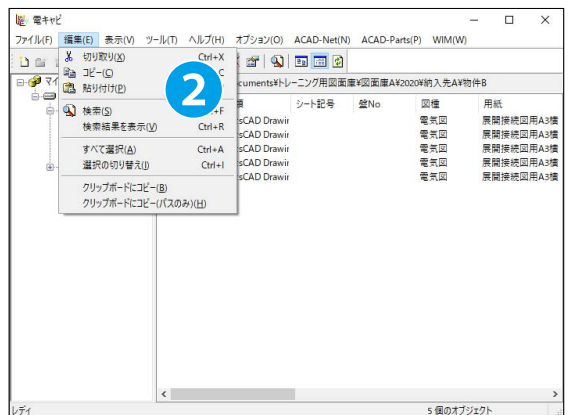 電キャビ
ファイル(F) 編集(E) 表示(V) ツール(T) ヘルプ(H) オプション(O) ACAD-Net(N) ACAD-Parts(P) WIM(W)
切り取り(X) Ctrl+X
コピー(C) C
貼り付け(P)
検索(S) +F
検索結果を表示(V) Ctrl+R
すべて選択(A) Ctrl+A
選択の切り替え(I) Ctrl+I
クリップボードにコピー(B)
クリップボードにコピー(パスのみ)(H)
2
マイ
cuments¥トレーニング用図面庫¥図面庫A¥2020¥納入先A¥物件B
シート記号 盤No 図種 用紙
sCAD Drawir 電気図 展開接続図用A3横
sCAD Drawir 電気図 展開接続図用A3横
sCAD Drawir 電気図 展開接続図用A3横
sCAD Drawir 電気図 展開接続図用A3横
sCAD Drawir 電気図 展開接続図用A3横
レディ 5 個のオブジェクト